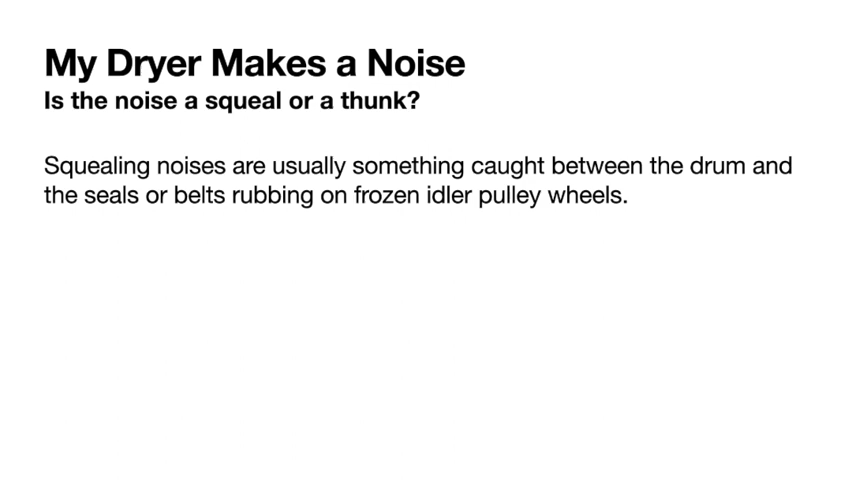 My Dryer Makes a Noise
Is the noise a squeal or a thunk?
Squealing noises are usually something caught between the drum and
the seals or belts rubbing on frozen idler pulley wheels.